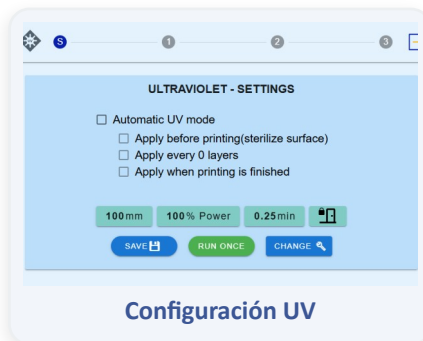 S 1 2 3
ULTRAVIOLET - SETTINGS
Automatic UV mode
Apply before printing(sterilize surface)
Apply every 0 layers
Apply when printing is finished
100mm 100% Power 0.25min
SAVE RUN ONCE CHANGE
Configuración UV